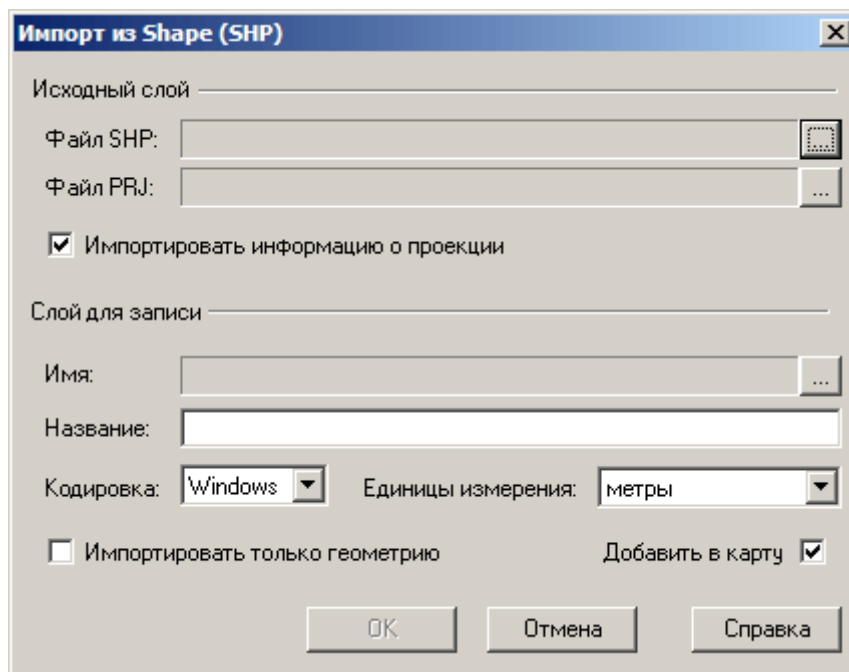 Импорт из Shape (SHP)
Исходный слой
Файл SHP: ...
Файл PRJ: ...
Импортировать информацию о проекции
Слой для записи
Имя: ...
Название:
Кодировка: Windows Единицы измерения: метры
Импортировать только геометрию Добавить в карту
OK Отмена Справка